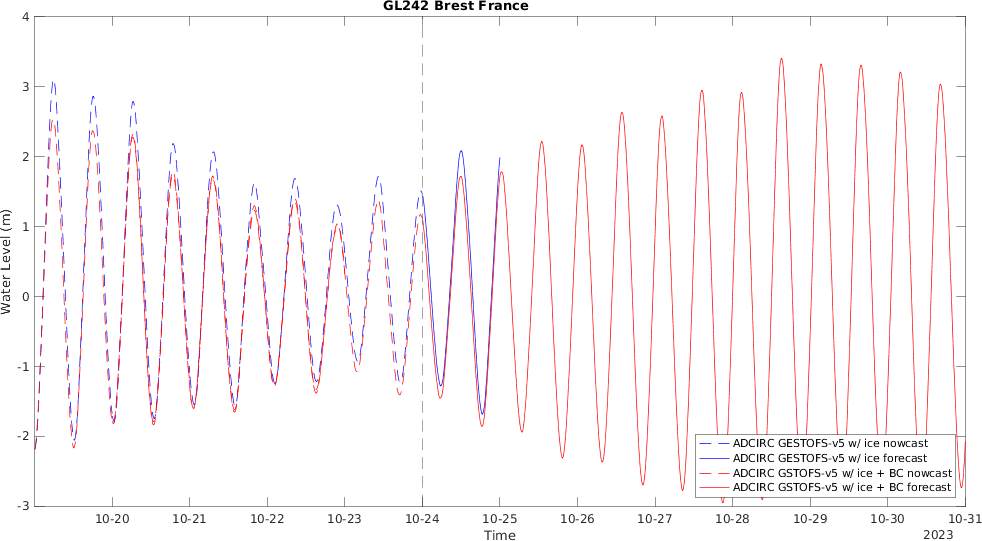 GL242 Brest France
4
3
2
1
0
-1
-2
-3
Water Level (m)
ADCIRC GESTOFS-v5 w/ ice nowcast
ADCIRC GESTOFS-v5 w/ ice forecast
ADCIRC GSTOFS-v5 w/ ice + BC nowcast
ADCIRC GSTOFS-v5 w/ ice + BC forecast
10-20 10-21 10-22 10-23 10-24 10-25 10-26 10-27 10-28 10-29 10-30 10-31
Time 2023